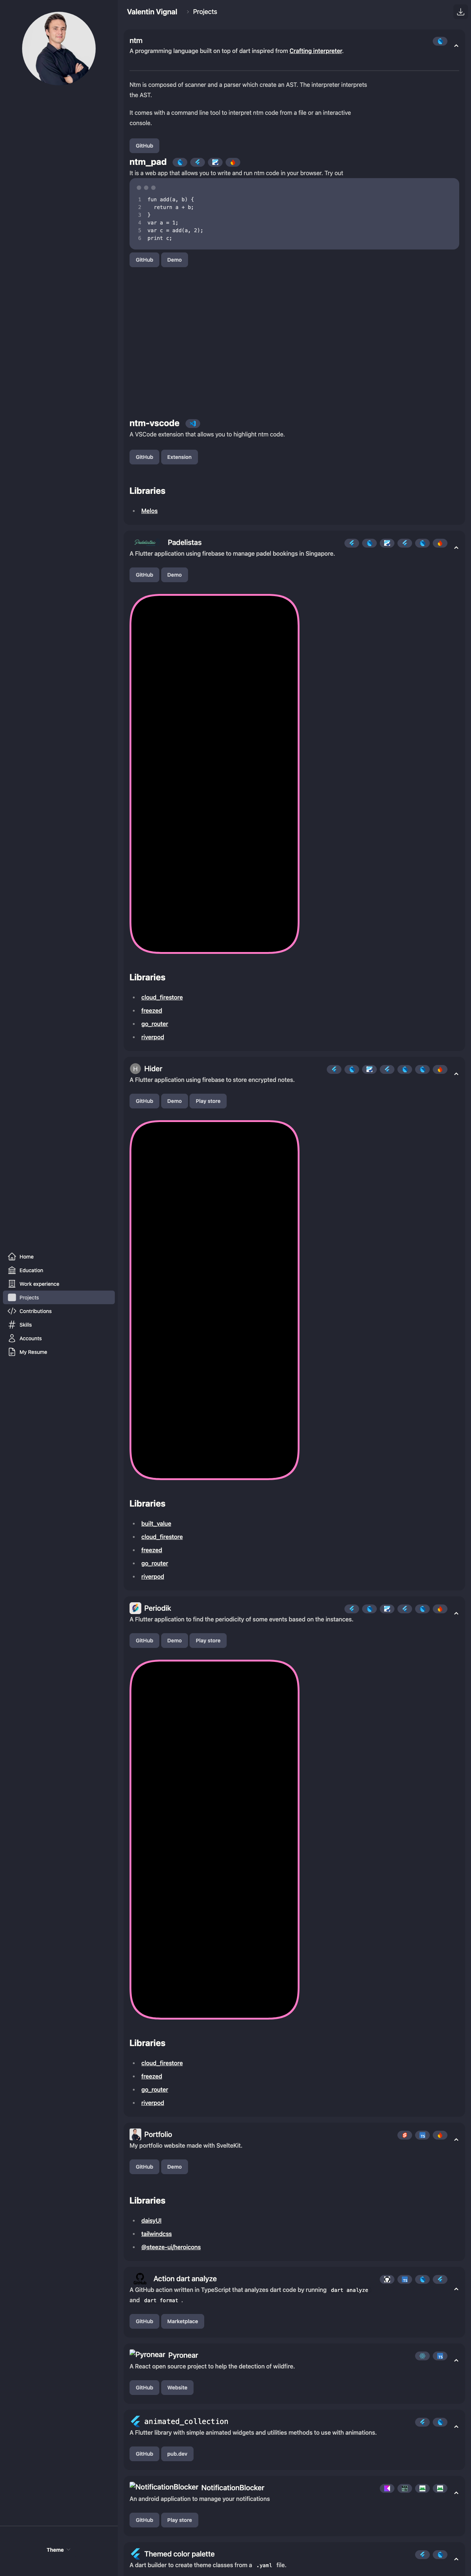 Valentin Vignal
Projects
ntm
A programming language built on top of dart inspired from Crafting interpreter.
Ntm is composed of scanner and a parser which create an AST. The interpreter interprets
the AST.
It comes with a command line tool to interpret ntm code from a file or an interactive
console.
GitHub
ntm_pad
It is a web app that allows you to write and run ntm code in your browser. Try out
1 fun add(a, b) {
2 return a + b;
3 }
4 var a = 1;
5 var c = add(a, 2);
6 print c;
GitHub Demo
ntm-vscode
A VSCode extension that allows you to highlight ntm code.
GitHub Extension
Libraries
Melos
Padelistas
A Flutter application using firebase to manage padel bookings in Singapore.
GitHub Demo
Libraries
cloud_firestore
freezed
go_router
riverpod
H Hider
A Flutter application using firebase to store encrypted notes.
GitHub Demo Play store
Home
Education
Work experience
Projects
Contributions
Skills
Accounts
My Resume
Libraries
built_value
cloud_firestore
freezed
go_router
riverpod
Periodik
A Flutter application to find the periodicity of some events based on the instances.
GitHub Demo Play store
Libraries
cloud_firestore
freezed
go_router
riverpod
Portfolio
My portfolio website made with SvelteKit.
GitHub Demo
Libraries
daisyUI
tailwindcss
@steeze-ui/heroicons
Action dart analyze
A GitHub action written in TypeScript that analyzes dart code by running dart analyze
and dart format .
GitHub Marketplace
Pyronear Pyronear
A React open source project to help the detection of wildfire.
GitHub Website
animated_collection
A Flutter library with simple animated widgets and utilities methods to use with animations.
GitHub pub.dev
NotificationBlocker NotificationBlocker
An android application to manage your notifications
GitHub Play store
Theme
Themed color palette
A dart builder to create theme classes from a .yaml file.